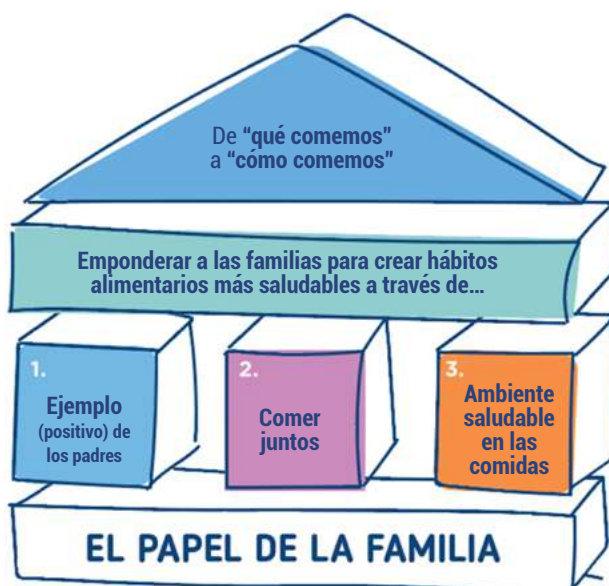 De “qué comemos”
a “cómo comemos”
Emponderar a las familias para crear hábitos
alimentarios más saludables a través de...
1.
Ejemplo
(positivo) de
los padres
2.
Comer
juntos
3.
Ambiente
saludable
en las
comidas
EL PAPEL DE LA FAMILIA